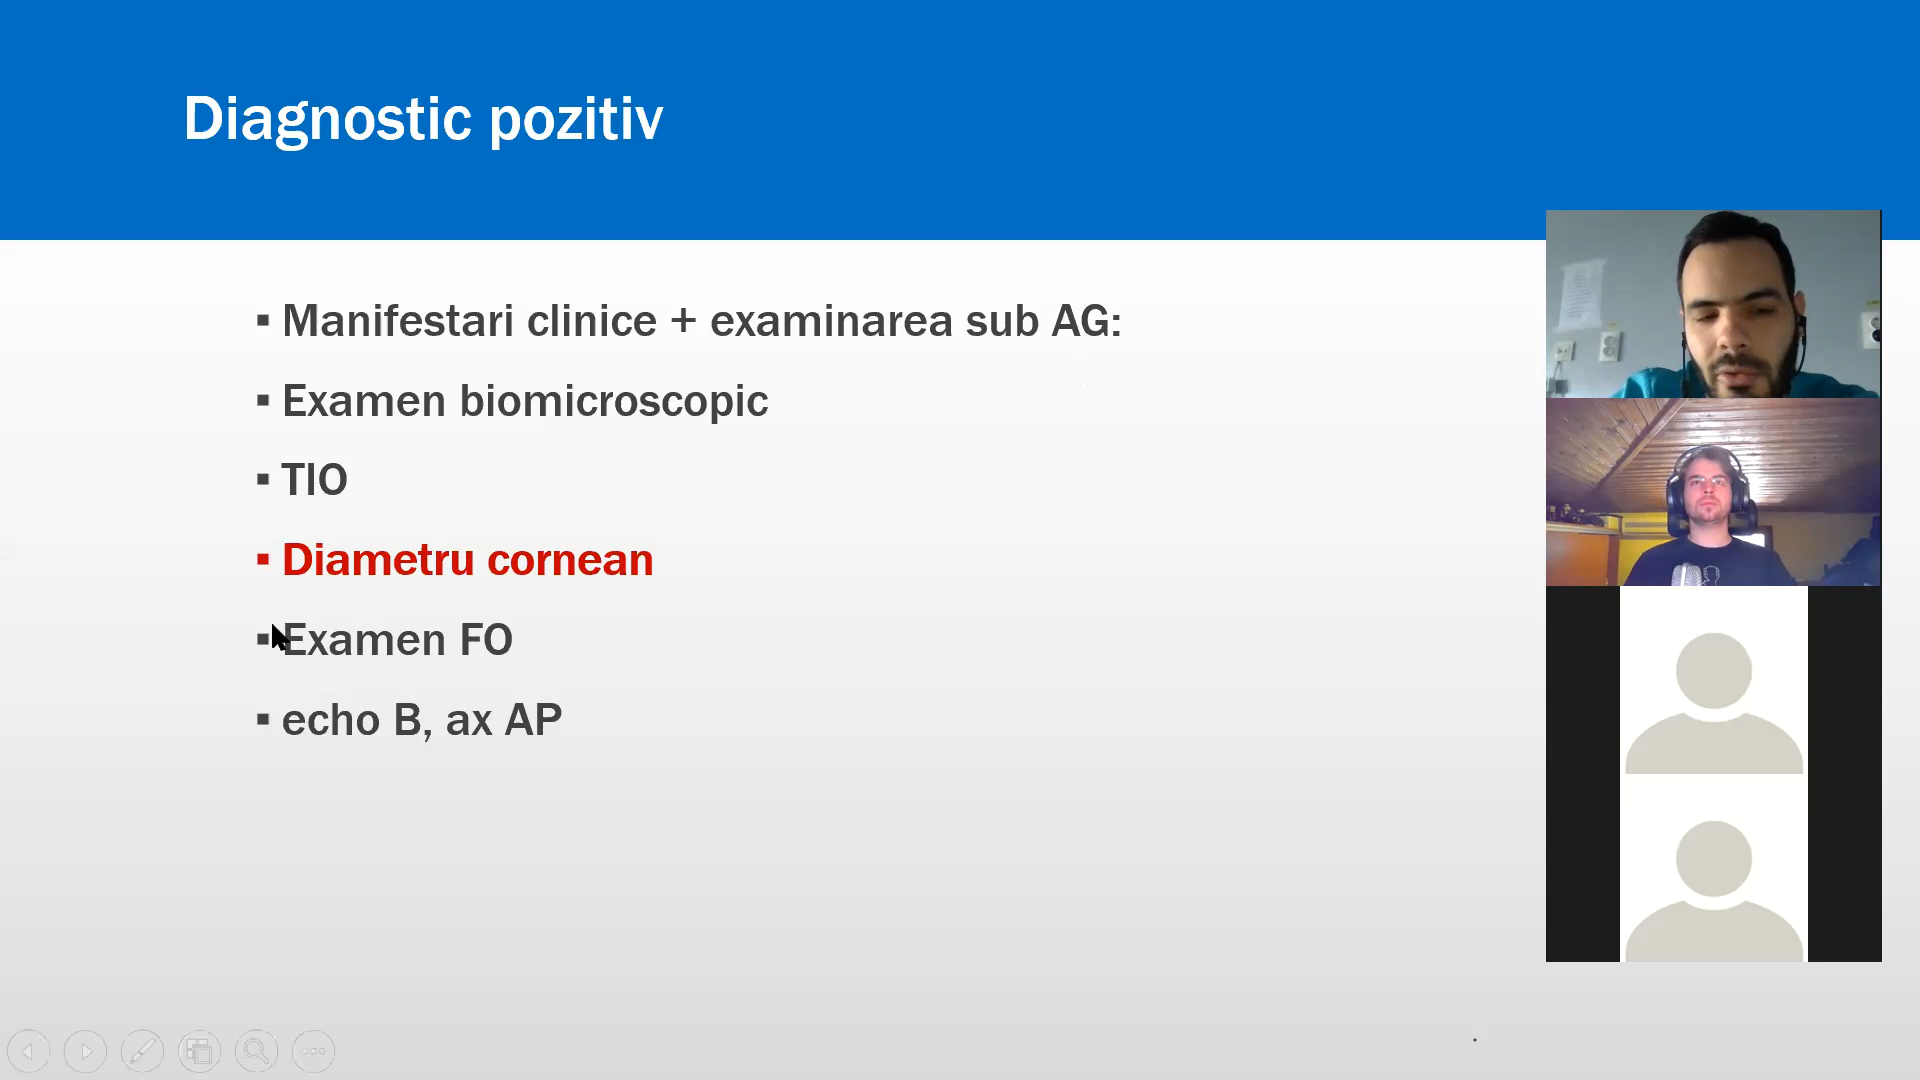 Diagnostic pozitiv
Manifestari clinice + examinarea sub AG:
Examen biomicroscopic
TIO
Diametru cornean
Examen FO
echo B, ax AP